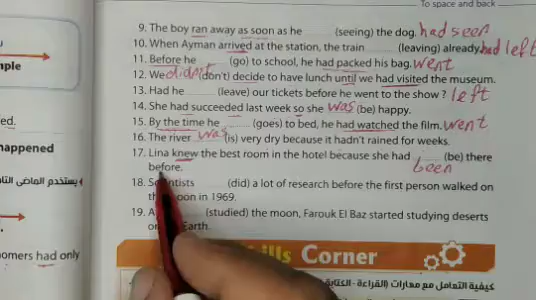 To space and back
9. The boy ran away as soon as he ...... (seeing) the dog. had seen
10. When Ayman arrived at the station, the train ...... (leaving) already. had left
11. Before he ...... (go) to school, he had packed his bag. went
12. We didn't (don't) decide to have lunch until we had visited the museum.
13. Had he ...... (leave) our tickets before he went to the show ? left
14. She had succeeded last week so she was (be) happy.
15. By the time he ...... (goes) to bed, he had watched the film. went
16. The river was (is) very dry because it hadn't rained for weeks.
17. Lina knew the best room in the hotel because she had ...... (be) there
been
before.
18. ...... (did) a lot of research before the first person walked on
in 1969.
19. ...... (studied) the moon, Farouk El Baz started studying deserts
Earth.
Corner
كيفية التعامل مع مهارات (القراءة - الكتابة
ed.
happened
يستخدم الماضي
omers had only